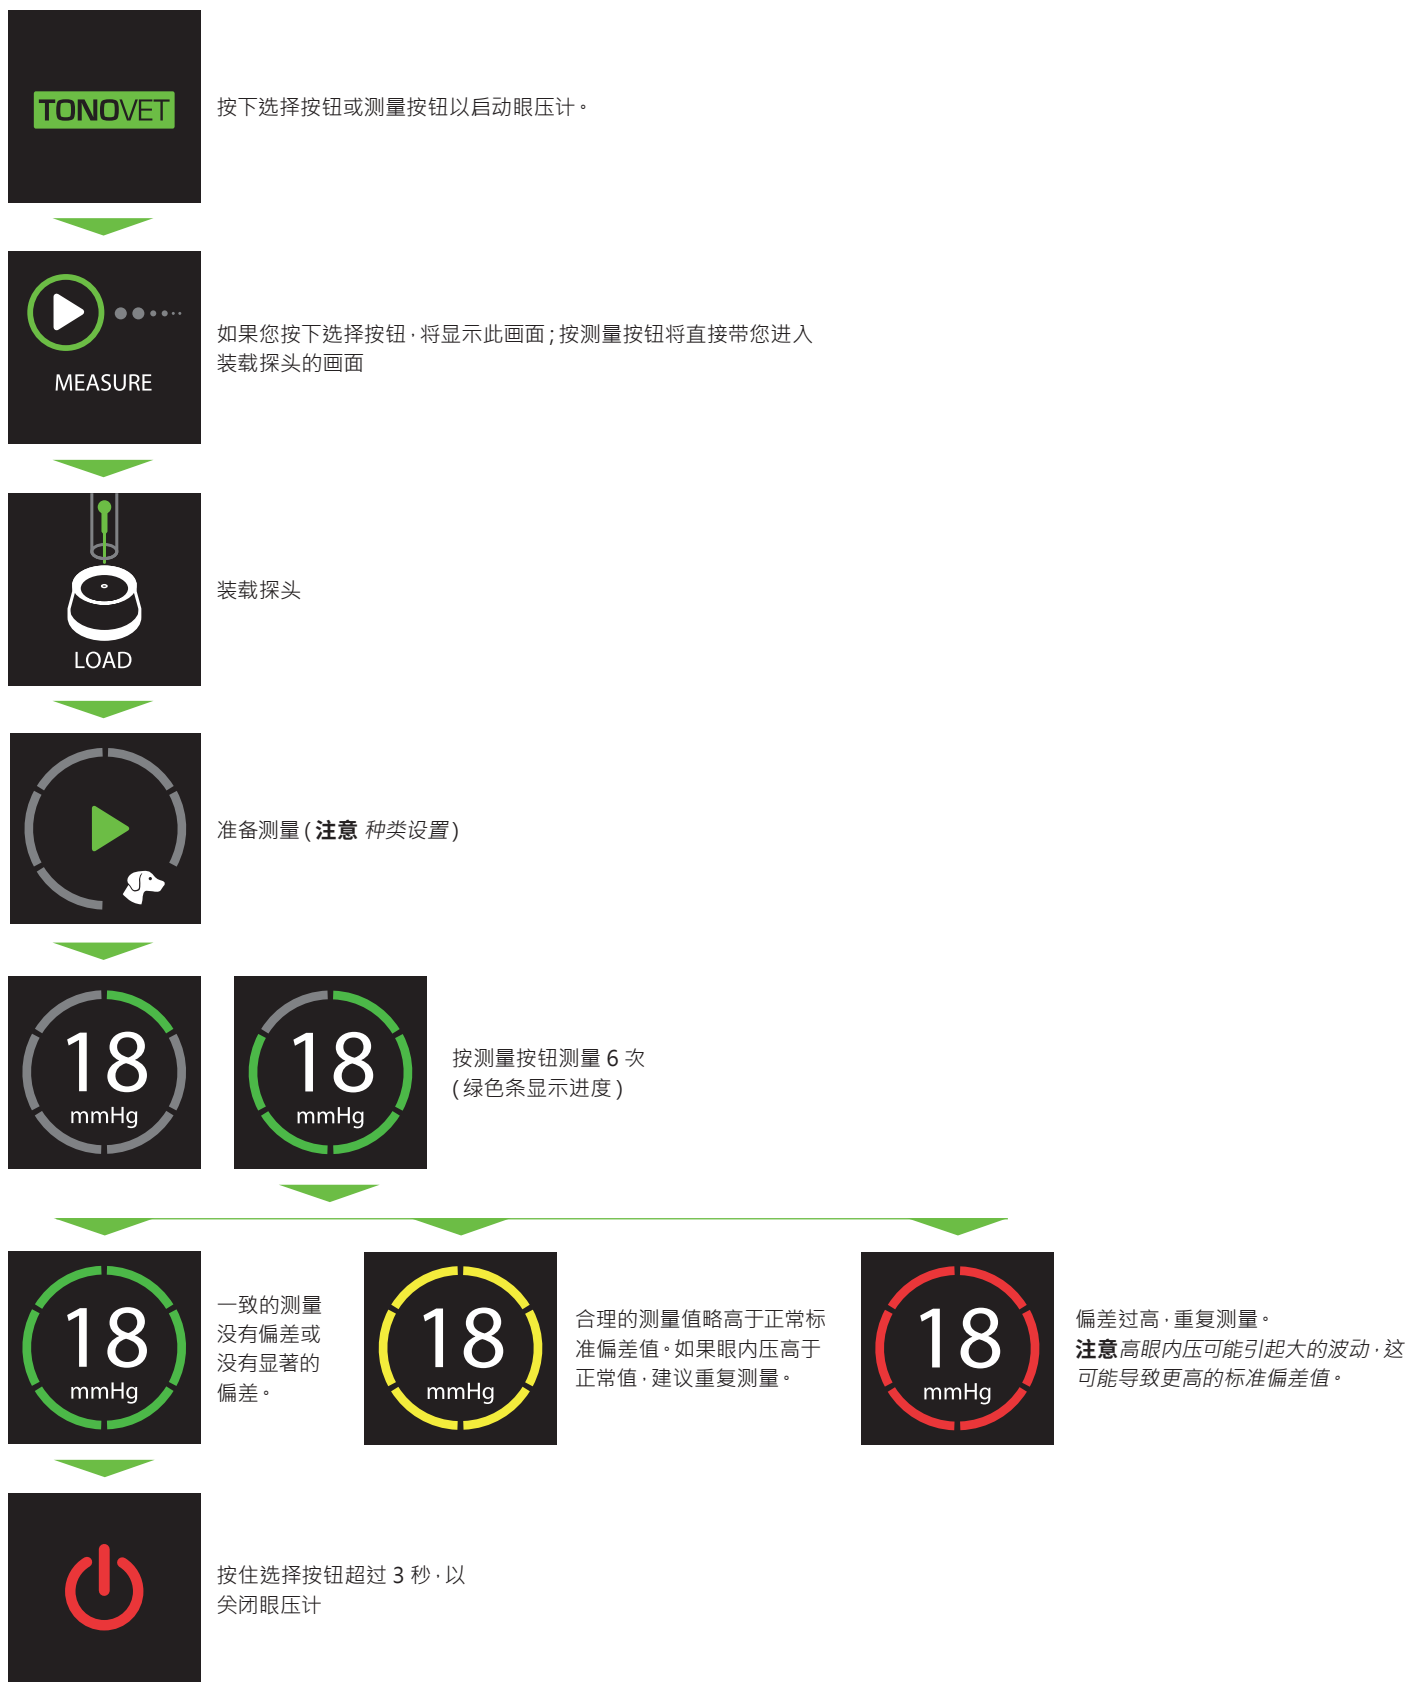 TONOVET
按下选择按钮或测量按钮以启动眼压计。
MEASURE
如果您按下选择按钮，将显示此画面；按测量按钮将直接带您进入
装载探头的画面
LOAD
装载探头
准备测量 ( 注意 种类设置 )
18
mmHg
18
mmHg
按测量按钮测量 6 次
( 绿色条显示进度 )
18
mmHg
一致的测量
没有偏差或
没有显著的
偏差。
18
mmHg
合理的测量值略高于正常标
准偏差值。如果眼内压高于
正常值，建议重复测量。
18
mmHg
偏差过高，重复测量。
注意高眼内压可能引起大的波动，这
可能导致更高的标准偏差值。
按住选择按钮超过 3 秒，以
关闭眼压计